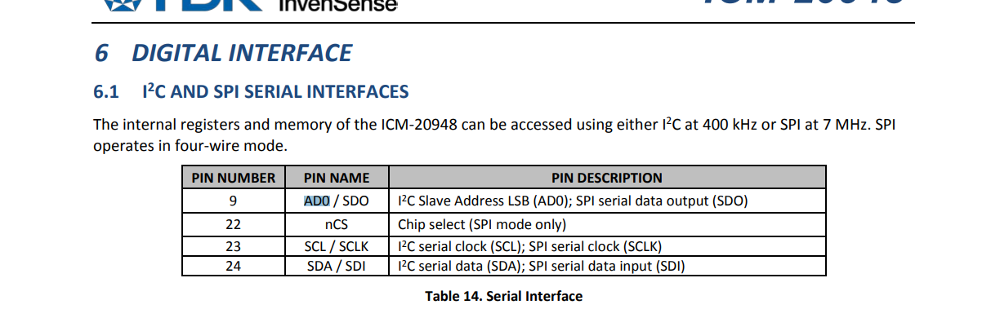 InvenSense
6 DIGITAL INTERFACE
6.1 I²C AND SPI SERIAL INTERFACES
The internal registers and memory of the ICM-20948 can be accessed using either I²C at 400 kHz or SPI at 7 MHz. SPI
operates in four-wire mode.
PIN NUMBER PIN NAME PIN DESCRIPTION
9 AD0 / SDO I²C Slave Address LSB (AD0); SPI serial data output (SDO)
22 nCS Chip select (SPI mode only)
23 SCL / SCLK I²C serial clock (SCL); SPI serial clock (SCLK)
24 SDA / SDI I²C serial data (SDA); SPI serial data input (SDI)
Table 14. Serial Interface